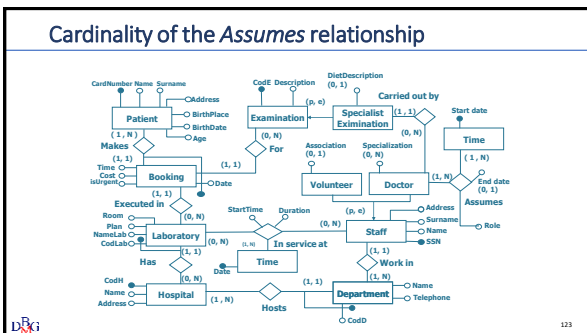 Cardinality of the Assumes relationship
CardNumber Name Surname
CodE Description
DietDescription
(0, 1)
Carried out by
Address
Start date
Patient
BirthPlace
BirthDate
Age
Examination
(p, e)
Specialist
Eximination
(1 , 1)
(0, N)
Time
(1 , N)
Makes
(0, N)
For
Association
(0, 1)
Specialization
(0, N)
(1 , N)
(1, 1)
(1, 1)
Time
Cost
isUrgent
Booking
Date
Volunteer
Doctor
(1, N)
End date
(0, 1)
Assumes
(1, 1)
Executed in
(p, e)
Address
Surname
Name
SSN
Role
Room
Plan
NameLab
CodLab
(0, N)
Laboratory
(0, N)
StartTime
Duration
(0, N)
Staff
(1, N)
In service at
(1, 1)
Has
(1, 1)
Work in
Date
Time
CodH
Name
Address
(0, N)
Hospital
(1 , N)
Hosts
(1, 1)
(1, N)
Department
Name
Telephone
CodD
DBMG
123